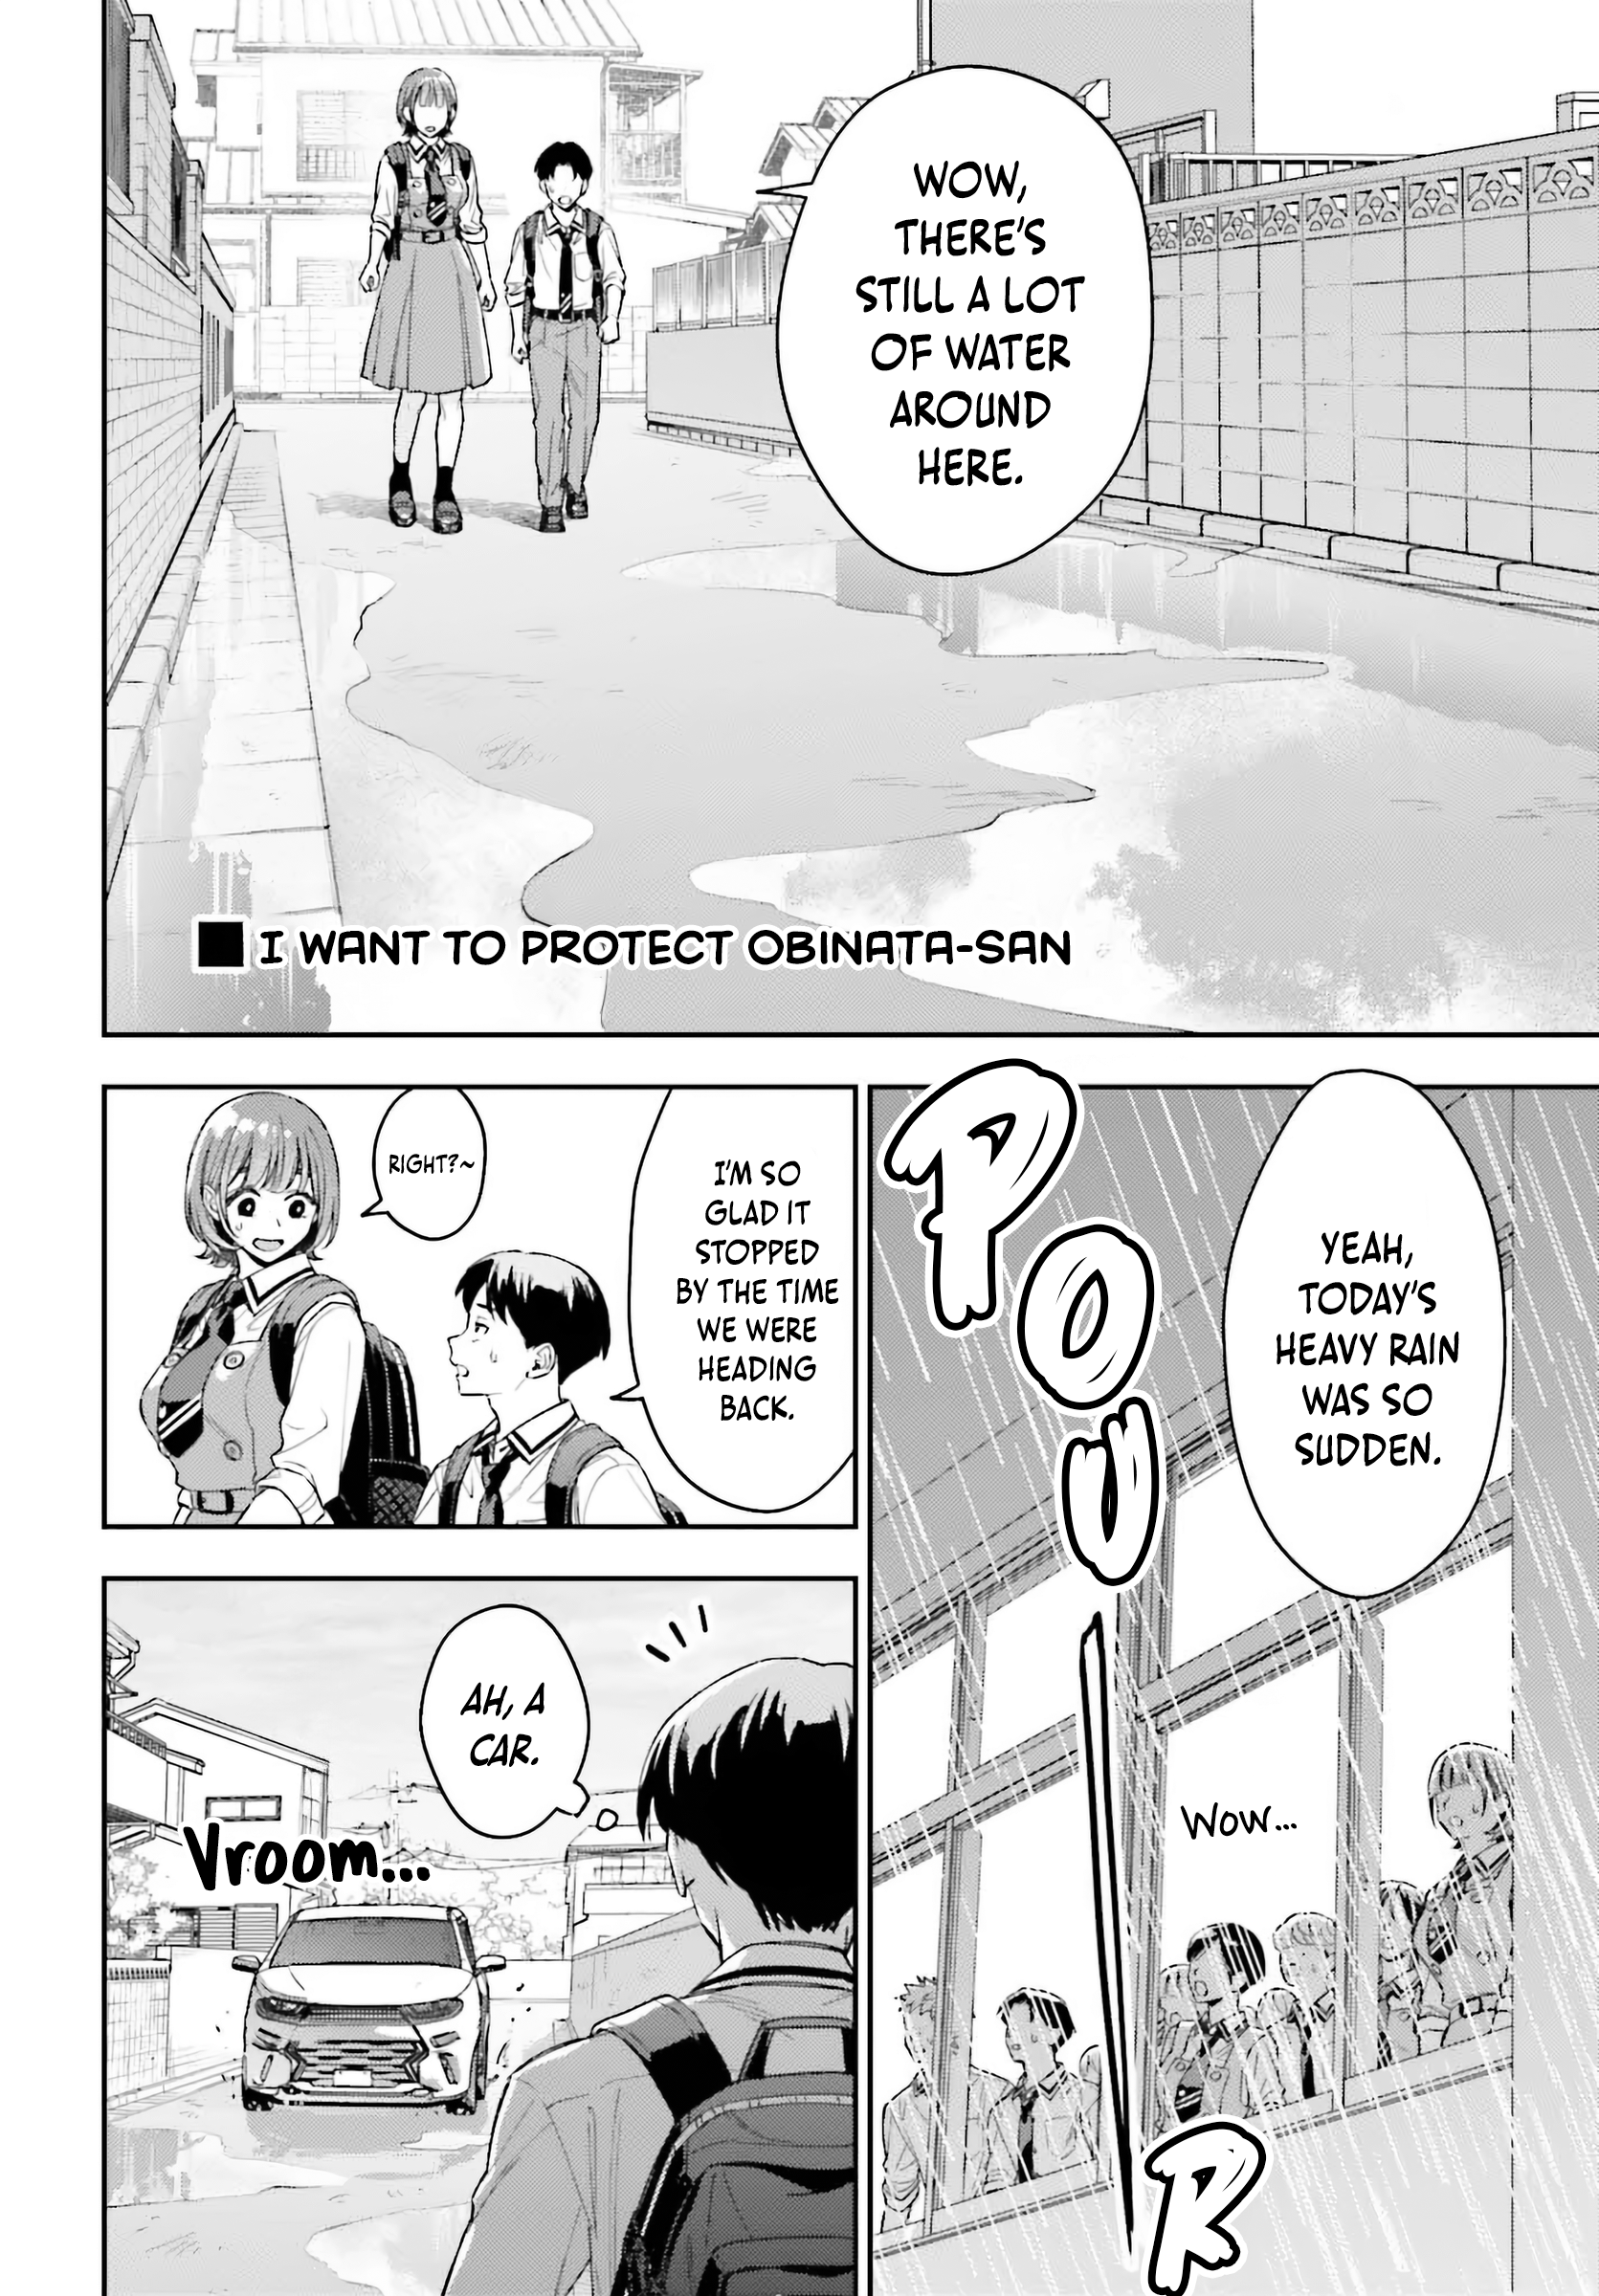 WOW,
THERE'S
STILL A LOT
OF WATER
AROUND
HERE.
I WANT TO PROTECT OBINATA-SAN
YEAH,
TODAY'S
HEAVY RAIN
WAS SO
SUDDEN.
POUR
Wow...
I'M SO
GLAD IT
STOPPED
BY THE TIME
WE WERE
HEADING
BACK.
RIGHT?~
AH, A
CAR.
Vroom...